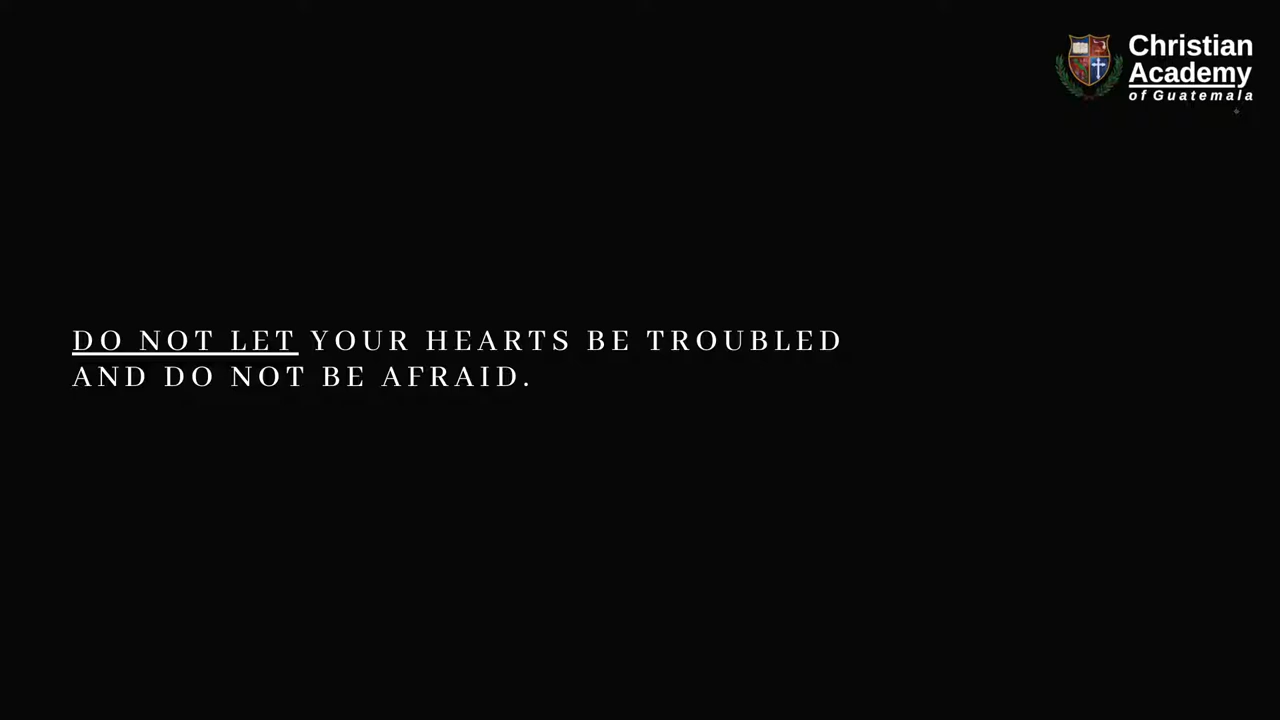 Christian
Academy
of Guatemala
DO NOT LET YOUR HEARTS BE TROUBLED
AND DO NOT BE AFRAID.